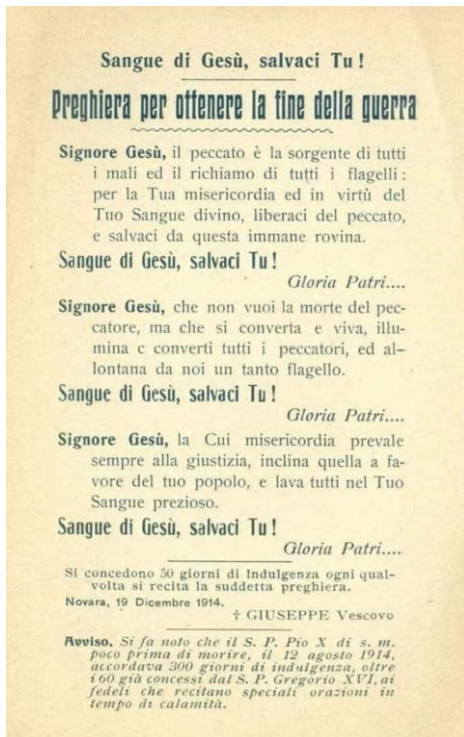 Sangue di Gesù, salvaci Tu !
Preghiera per ottenere la fine della guerra
Signore Gesù, il peccato è la sorgente di tutti
i mali ed il richiamo di tutti i flagelli :
per la Tua misericordia ed in virtù del
Tuo Sangue divino, liberaci del peccato,
e salvaci da questa immane rovina.
Sangue di Gesù, salvaci Tu !
Gloria Patri....
Signore Gesù, che non vuoi la morte del pec-
catore, ma che si converta e viva, illu-
mina c converti tutti i peccatori, ed al-
lontana da noi un tanto flagello.
Sangue di Gesù, salvaci Tu !
Gloria Patri....
Signore Gesù, la Cui misericordia prevale
sempre alla giustizia, inclina quella a fa-
vore del tuo popolo, e lava tutti nel Tuo
Sangue prezioso.
Sangue di Gesù, salvaci Tu !
Gloria Patri....
Si concedono 50 giorni di Indulgenza ogni qual-
volta si recita la suddetta preghiera.
Novara, 19 Dicembre 1914.
† GIUSEPPE Vescovo
Avviso. Si fa noto che il S. P. Pio X di s. m.
poco prima di morire, il 12 agosto 1914,
accordava 300 giorni di indulgenza, oltre
i 60 già concessi dal S. P. Gregorio XVI, ai
fedeli che recitano speciali orazioni in
tempo di calamità.